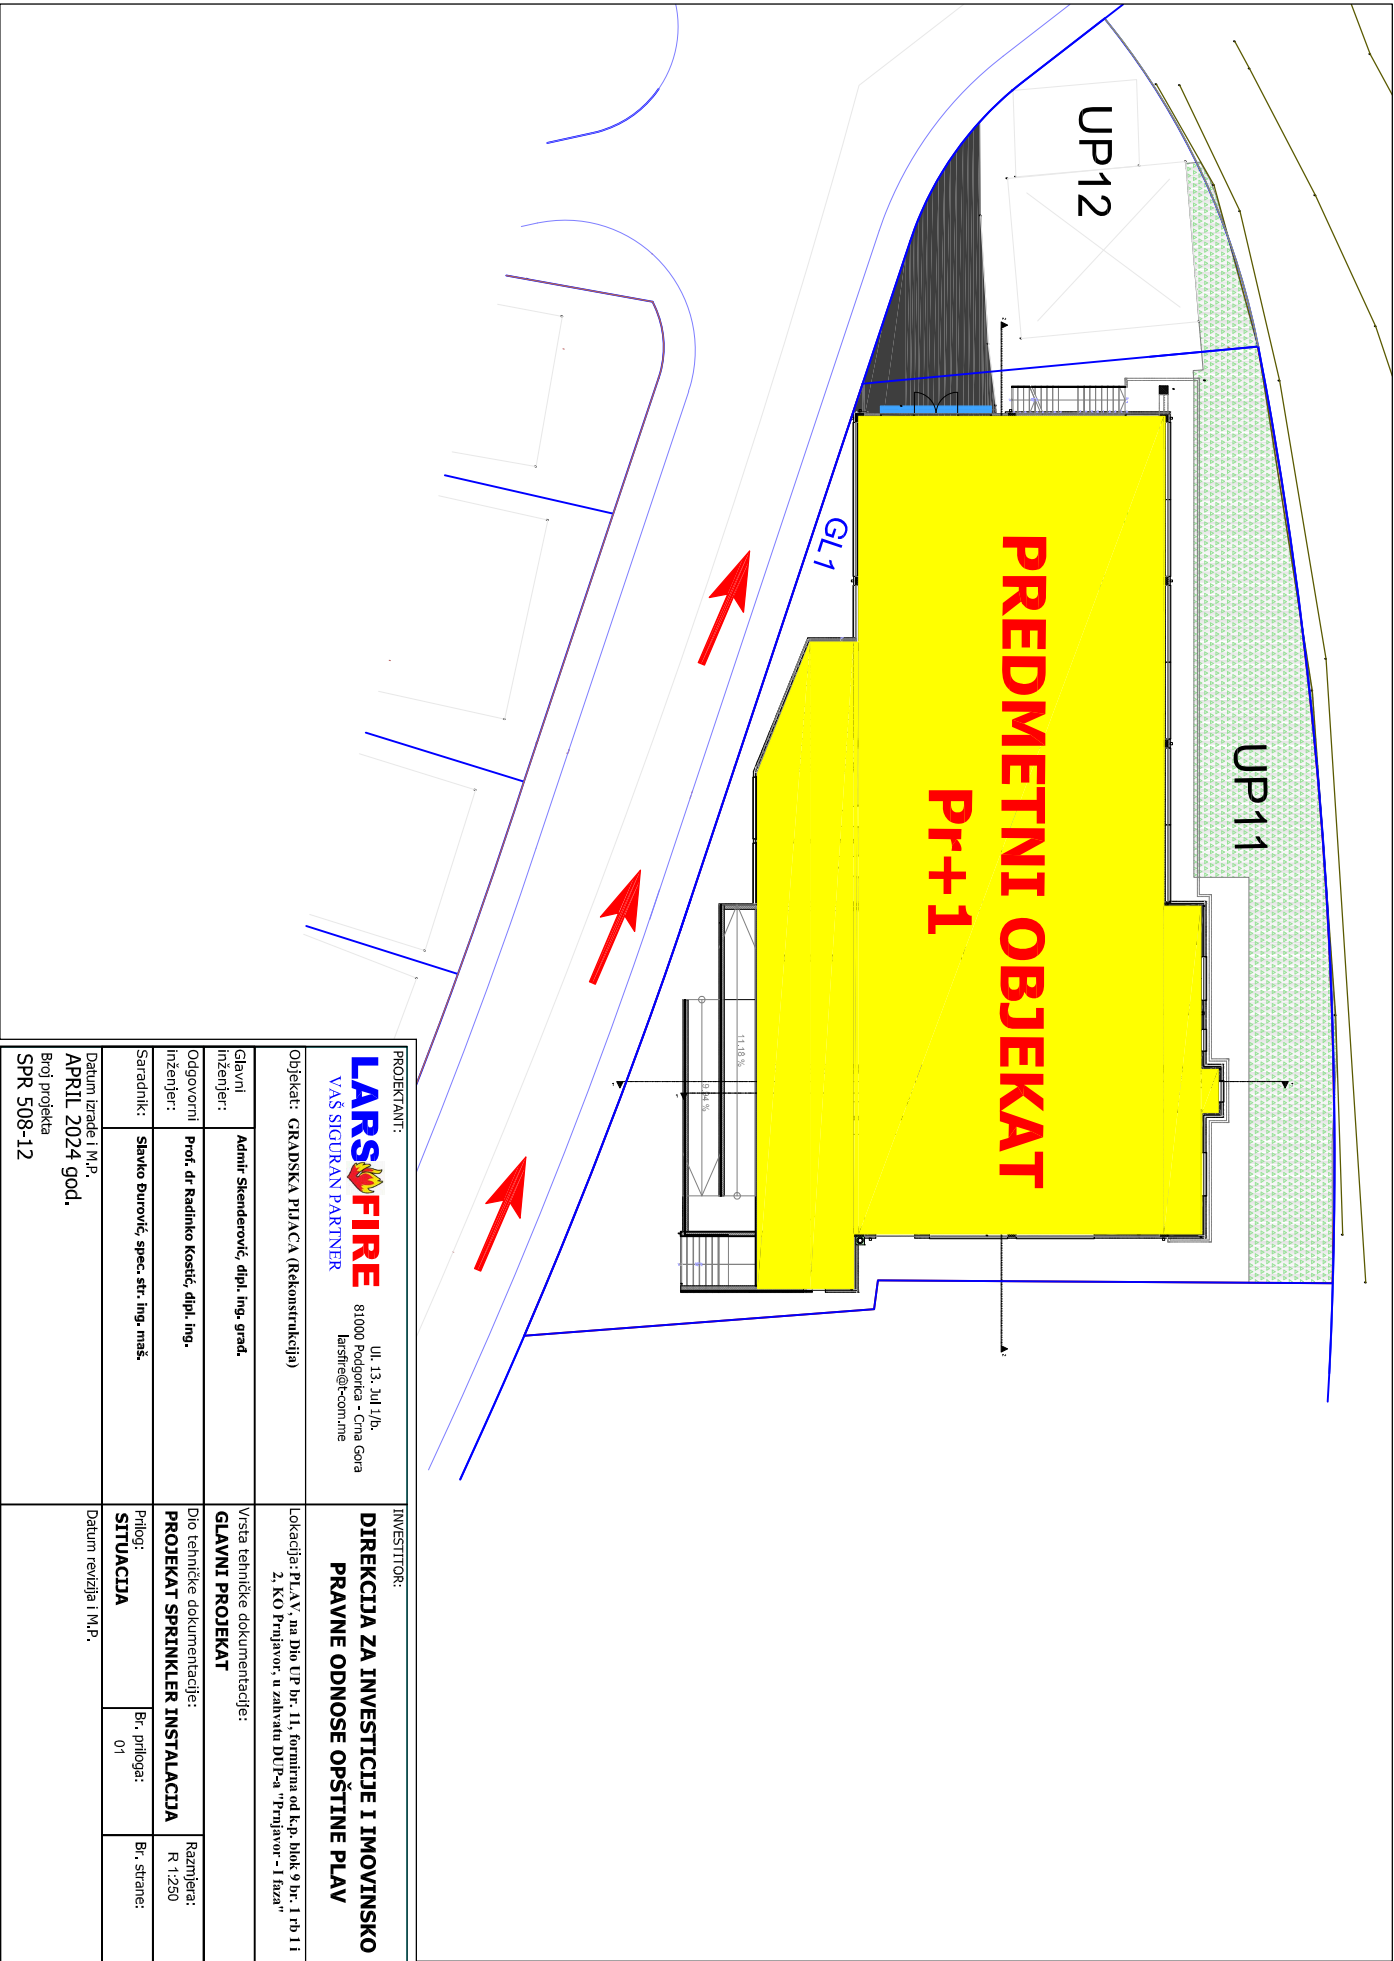 UP12
UP11
GL1
PREDMETNI OBJEKAT
Pr+1
11.18 %
PROJEKTANT:
LARS FIRE
VAŠ SIGURAN PARTNER
Ul. 13. Jul 1/b.
81000 Podgorica - Crna Gora
larsfire@t-com.me
INVESTITOR:
DIREKCIJA ZA INVESTICIJE I IMOVINSKO
PRAVNE ODNOSE OPŠTINE PLAV
Objekat: GRADSKA PIJACA (Rekonstrukcija)
Lokacija: PLAV, na Dio UP br. 11, formirna od k.p. blok 9 br. 1 rb 1 i
2, KO Prnjavor, u zahvatu DUP-a "Prnjavor - I faza"
Glavni
inženjer:
Admir Skenderović, dipl. ing. građ.
Vrsta tehničke dokumentacije:
GLAVNI PROJEKAT
Odgovorni
inženjer:
Prof. dr Radinko Kostić, dipl. ing.
Dio tehničke dokumentacije:
PROJEKAT SPRINKLER INSTALACIJA
Razmjera:
R 1:250
Saradnik:
Slavko Đurović, spec. str. ing. maš.
Prilog:
SITUACIJA
Br. priloga:
01
Br. strane:
Datum izrade i M.P.
APRIL 2024 god.
Broj projekta
SPR 508-12
Datum revizija i M.P.